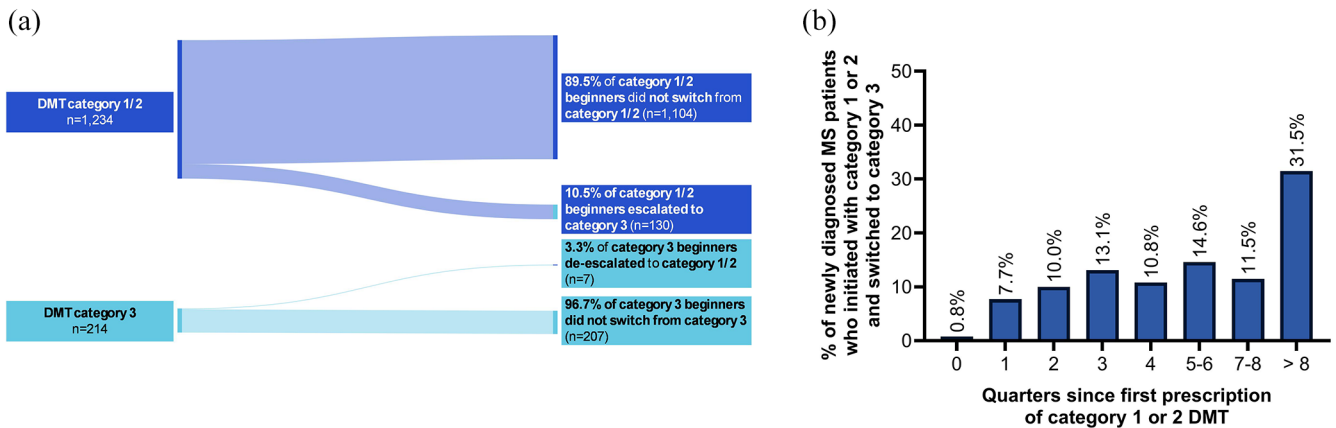 (a)
DMT category 1/2
n=1,234
89.5% of category 1/2
beginners did not switch from
category 1/2 (n=1,104)
10.5% of category 1/2
beginners escalated to
category 3 (n=130)
3.3% of category 3 beginners
de-escalated to category 1/2
(n=7)
DMT category 3
n=214
96.7% of category 3 beginners
did not switch from category 3
(n=207)
(b)
% of newly diagnosed MS patients
who initiated with category 1 or 2
and switched to category 3
50
40
30
20
10
0
0.8%
7.7%
10.0%
13.1%
10.8%
14.6%
11.5%
31.5%
0 1 2 3 4 5-6 7-8 > 8
Quarters since first prescription
of category 1 or 2 DMT